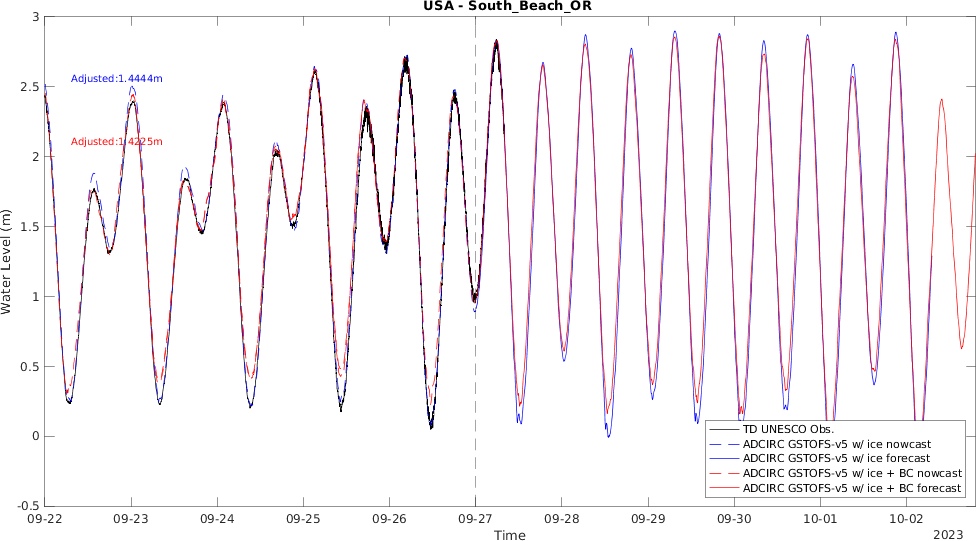 USA - South_Beach_OR
3
2.5
2
1.5
1
0.5
0
-0.5
Water Level (m)
Adjusted:1.4444m
Adjusted:1.4225m
TD UNESCO Obs.
ADCIRC GSTOFS-v5 w/ ice nowcast
ADCIRC GSTOFS-v5 w/ ice forecast
ADCIRC GSTOFS-v5 w/ ice + BC nowcast
ADCIRC GSTOFS-v5 w/ ice + BC forecast
09-22 09-23 09-24 09-25 09-26 09-27 09-28 09-29 09-30 10-01 10-02
Time
2023